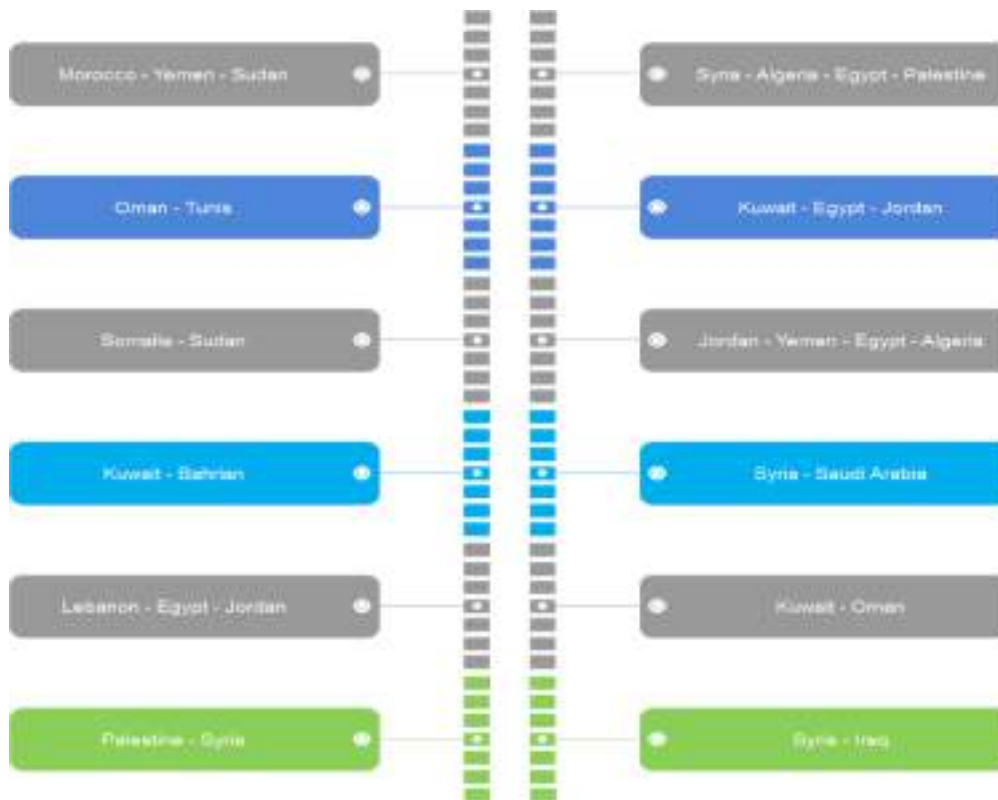 Morocco - Yemen - Sudan
Syria - Algeria - Egypt - Palestine
Oman - Tunis
Kuwait - Egypt - Jordan
Somalia - Sudan
Jordan - Yemen - Egypt - Algeria
Kuwait - Bahrian
Syria - Saudi Arabia
Lebanon - Egypt - Jordan
Kuwait - Oman
Palestine - Syria
Syria - Iraq